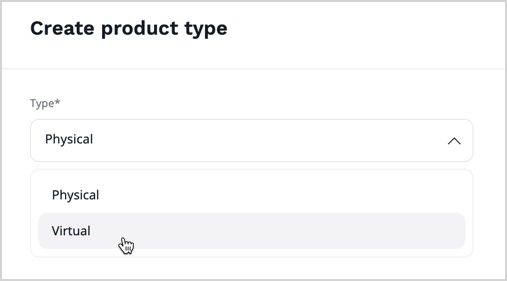 Create product type
Type*
Physical
Physical
Virtual